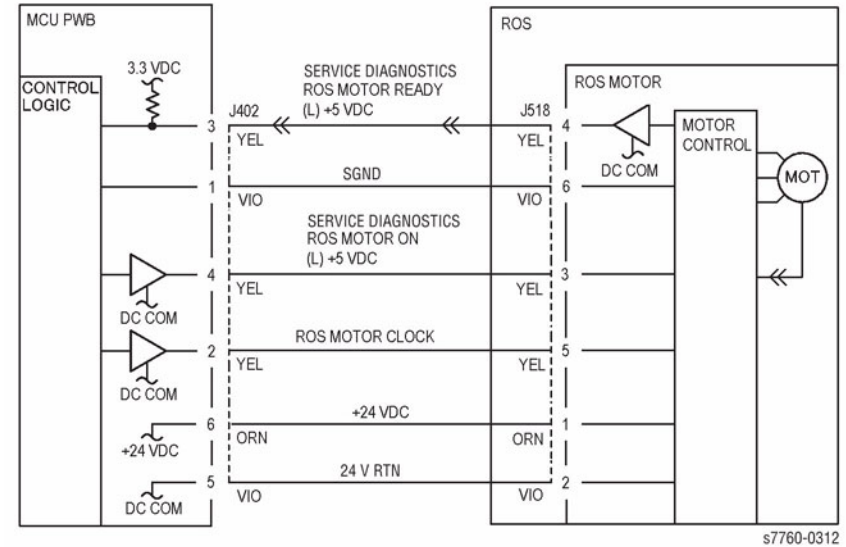 MCU PWB
ROS
CONTROL
LOGIC
3.3 VDC
SERVICE DIAGNOSTICS
ROS MOTOR READY
(L) +5 VDC
ROS MOTOR
J402
J518
3
YEL
YEL
4
DC COM
MOTOR
CONTROL
MOT
1
VIO
SGND
VIO
6
SERVICE DIAGNOSTICS
ROS MOTOR ON
(L) +5 VDC
4
YEL
YEL
3
DC COM
ROS MOTOR CLOCK
2
YEL
YEL
5
DC COM
+24 VDC
6
ORN
ORN
1
+24 VDC
24 V RTN
5
VIO
VIO
2
DC COM
s7760-0312